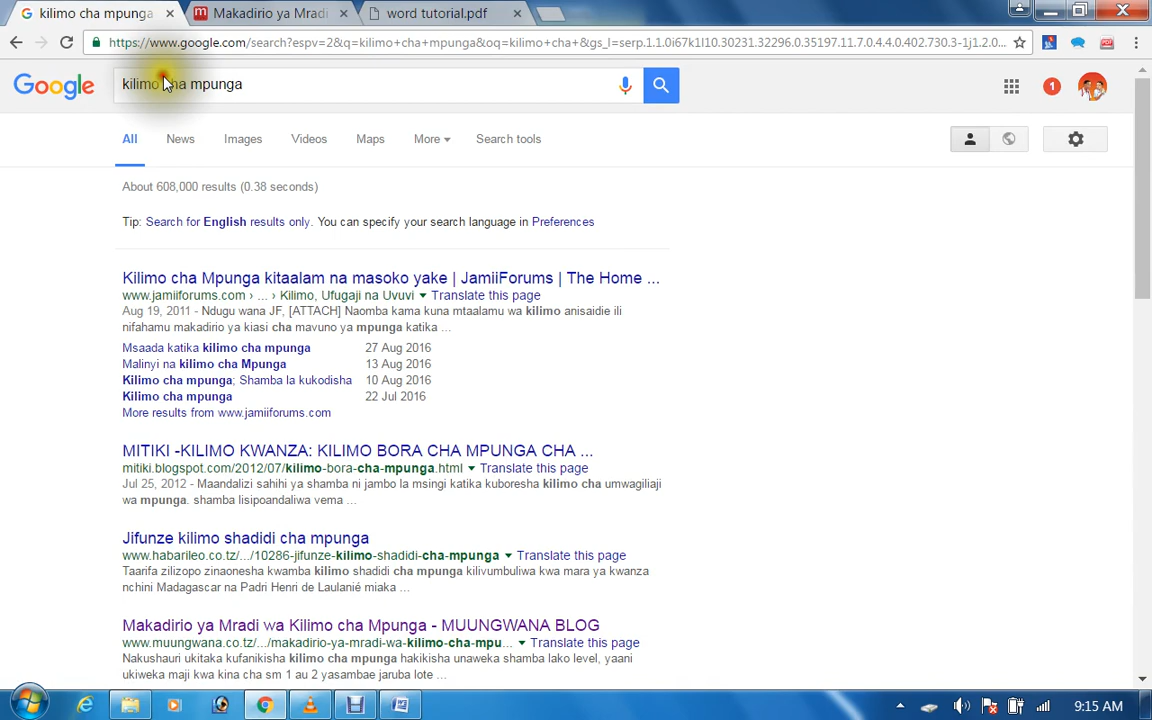 kilimo cha mpunga
Makadirio ya Mradi
word tutorial.pdf
https://www.google.com/search?espv=2&q=kilimo+cha+mpunga&oq=kilimo+cha+&gs_l=serp.1.1.0i67k1l10.30231.32296.0.35197.11.7.0.4.4.0.402.730.3-1j1.2.0...
Google
kilimo cha mpunga
1
All News Images Videos Maps More Search tools
About 608,000 results (0.38 seconds)
Tip: Search for English results only. You can specify your search language in Preferences
Kilimo cha Mpunga kitaalam na masoko yake | JamiiForums | The Home ...
www.jamiiforums.com › ... › Kilimo, Ufugaji na Uvuvi Translate this page
Aug 19, 2011 - Ndugu wana JF, [ATTACH] Naomba kama kuna mtaalamu wa kilimo anisaidie ili
nifahamu makadirio ya kiasi cha mavuno ya mpunga katika ...
Msaada katika kilimo cha mpunga 27 Aug 2016
Malinyi na kilimo cha Mpunga 13 Aug 2016
Kilimo cha mpunga; Shamba la kukodisha 10 Aug 2016
Kilimo cha mpunga 22 Jul 2016
More results from www.jamiiforums.com
MITIKI -KILIMO KWANZA: KILIMO BORA CHA MPUNGA CHA ...
mitiki.blogspot.com/2012/07/kilimo-bora-cha-mpunga.html Translate this page
Jul 25, 2012 - Maandalizi sahihi ya shamba ni jambo la msingi katika kuboresha kilimo cha umwagiliaji
wa mpunga. shamba lisipoandaliwa vema ...
Jifunze kilimo shadidi cha mpunga
www.habarileo.co.tz/.../10286-jifunze-kilimo-shadidi-cha-mpunga Translate this page
Taarifa zilizopo zinaonesha kwamba kilimo shadidi cha mpunga kilivumbuliwa kwa mara ya kwanza
nchini Madagascar na Padri Henri de Laulanié miaka ...
Makadirio ya Mradi wa Kilimo cha Mpunga - MUUNGWANA BLOG
www.muungwana.co.tz/.../makadirio-ya-mradi-wa-kilimo-cha-mpu... Translate this page
Nakushauri ukitaka kufanikisha kilimo cha mpunga hakikisha unaweka shamba lako level, yaani
ukiweka maji kwa kina cha sm 1 au 2 yasambae jaruba lote ...
9:15 AM